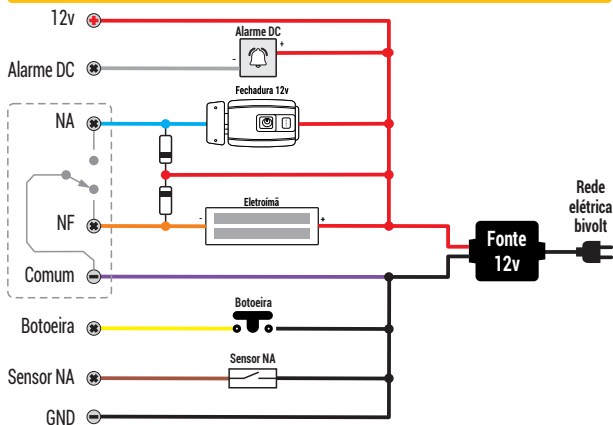 12v
Alarme DC
- +
Alarme DC
Fechadura 12v
NA
Eletroímã
- +
NF
Rede
elétrica
bivolt
Fonte
12v
Comum
Botoeira
Botoeira
Sensor NA
Sensor NA
GND